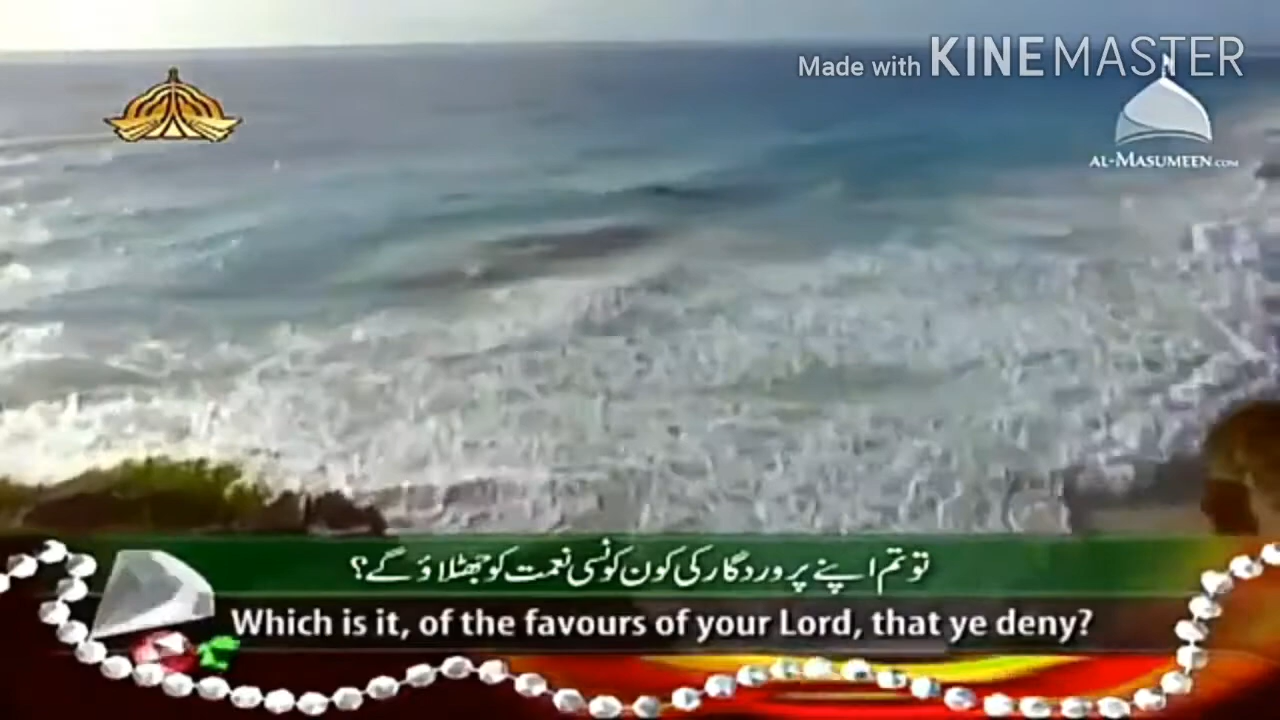 Made with KINEMASTER
AL-MASUMEEN.COM
تو تم اپنے پروردگار کی کون کونسی نعمت کو جھٹلاؤ گے؟
Which is it, of the favours of your Lord, that ye deny?